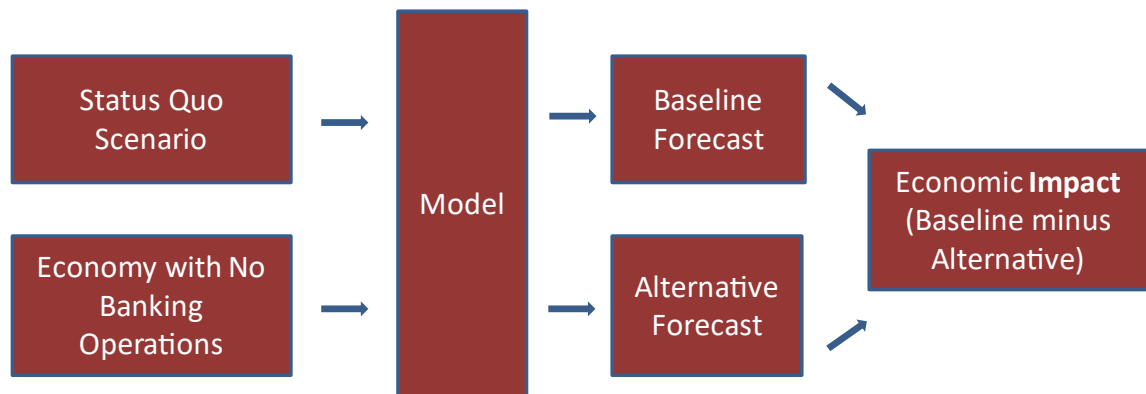 Status Quo
Scenario
Economy with No
Banking
Operations
Model
Baseline
Forecast
Alternative
Forecast
Economic Impact
(Baseline minus
Alternative)